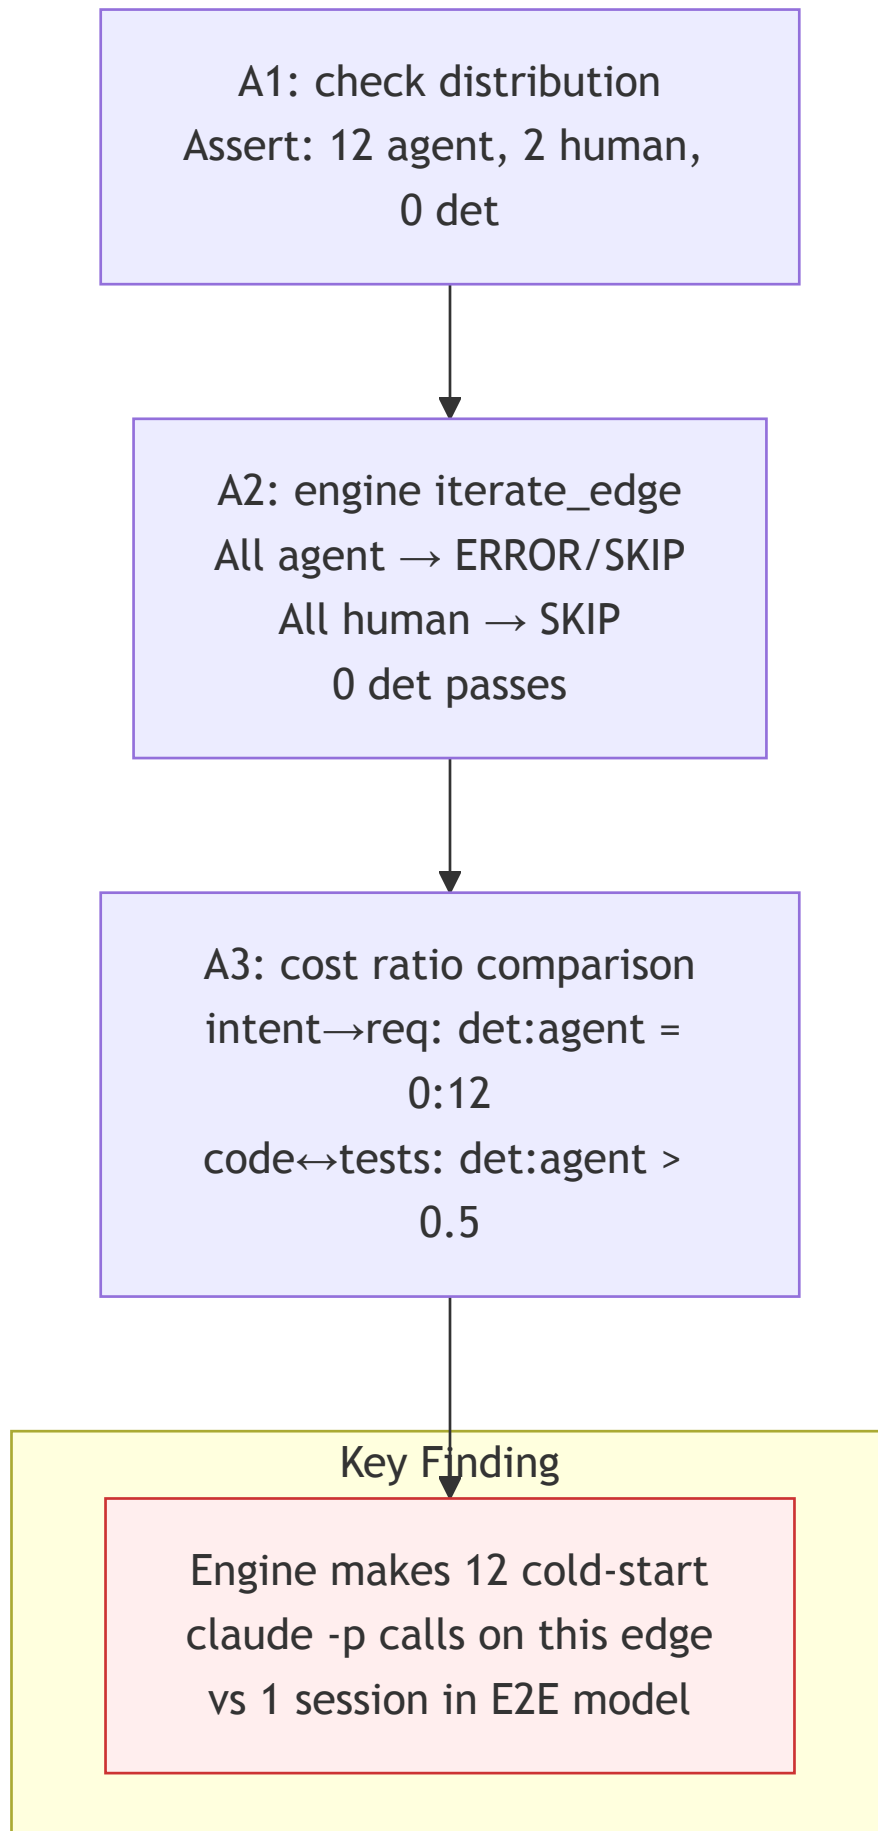 A1: check distribution
Assert: 12 agent, 2 human,
0 det
A2: engine iterate_edge
All agent → ERROR/SKIP
All human → SKIP
0 det passes
A3: cost ratio comparison
intent→req: det:agent =
0:12
code↔tests: det:agent >
0.5
Key Finding
Engine makes 12 cold-start
claude -p calls on this edge
vs 1 session in E2E model